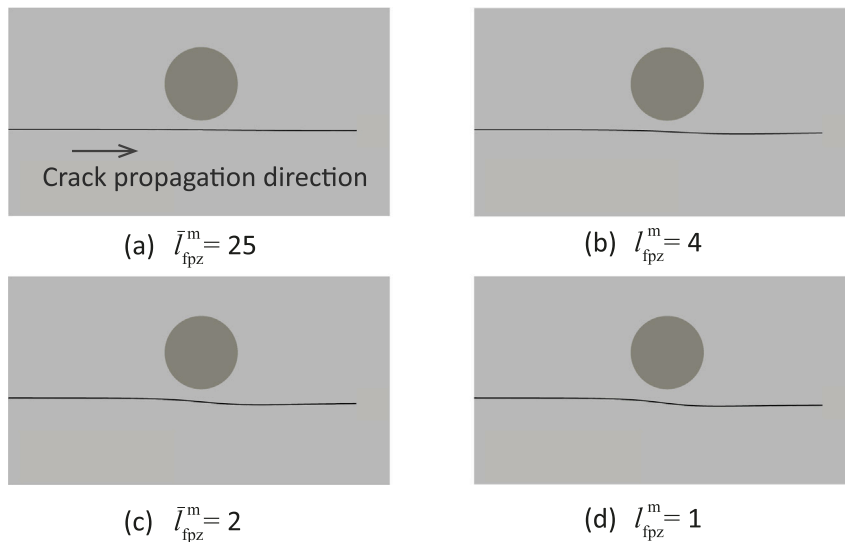 Crack propagation direction
(a) l̄ᵐfpz = 25
(b) lᵐfpz = 4
(c) l̄ᵐfpz = 2
(d) lᵐfpz = 1